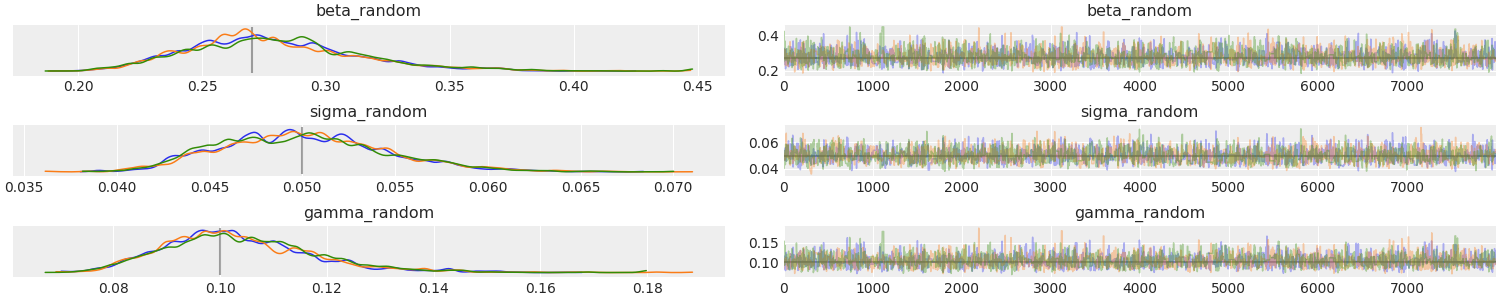 beta_random
0.20 0.25 0.30 0.35 0.40 0.45
beta_random
0.4
0.2
0 1000 2000 3000 4000 5000 6000 7000
sigma_random
0.035 0.040 0.045 0.050 0.055 0.060 0.065 0.070
sigma_random
0.06
0.04
0 1000 2000 3000 4000 5000 6000 7000
gamma_random
0.08 0.10 0.12 0.14 0.16 0.18
gamma_random
0.15
0.10
0 1000 2000 3000 4000 5000 6000 7000